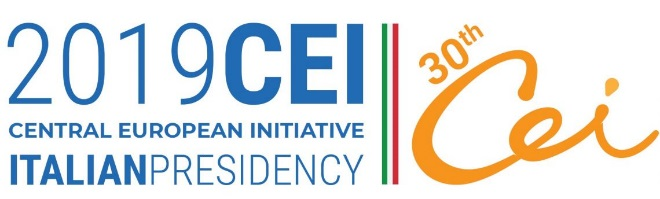 2019CEI
CENTRAL EUROPEAN INITIATIVE
ITALIANPRESIDENCY
30th
Cei